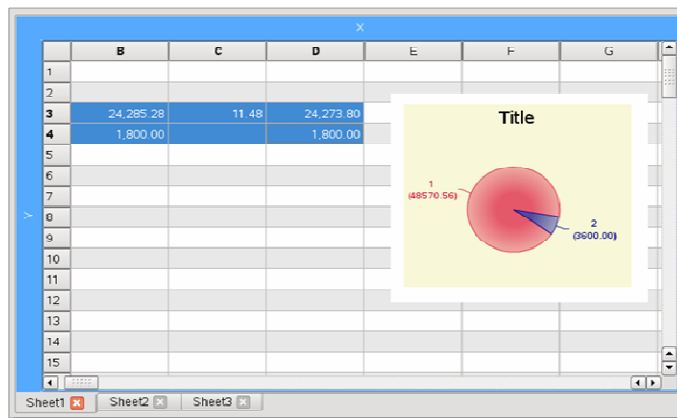 X
B C D E F G
1
2
3 24,285.28 11.48 24,273.80
4 1,800.00 1,800.00
5
6
7
8
9
10
11
12
13
14
15
Y
Title
1
(48570.56)
2
(3600.00)
Sheet1 Sheet2 Sheet3